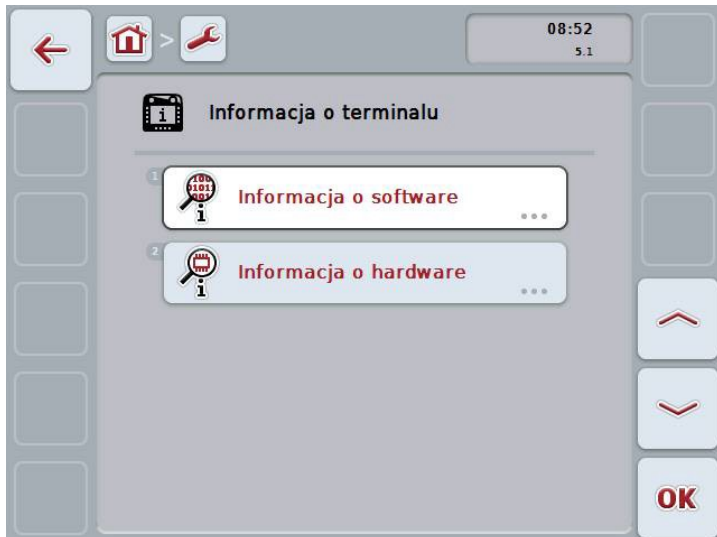 >
08:52
5.1
i
Informacja o terminalu
1
i
Informacja o software
...
2
i
Informacja o hardware
...
OK